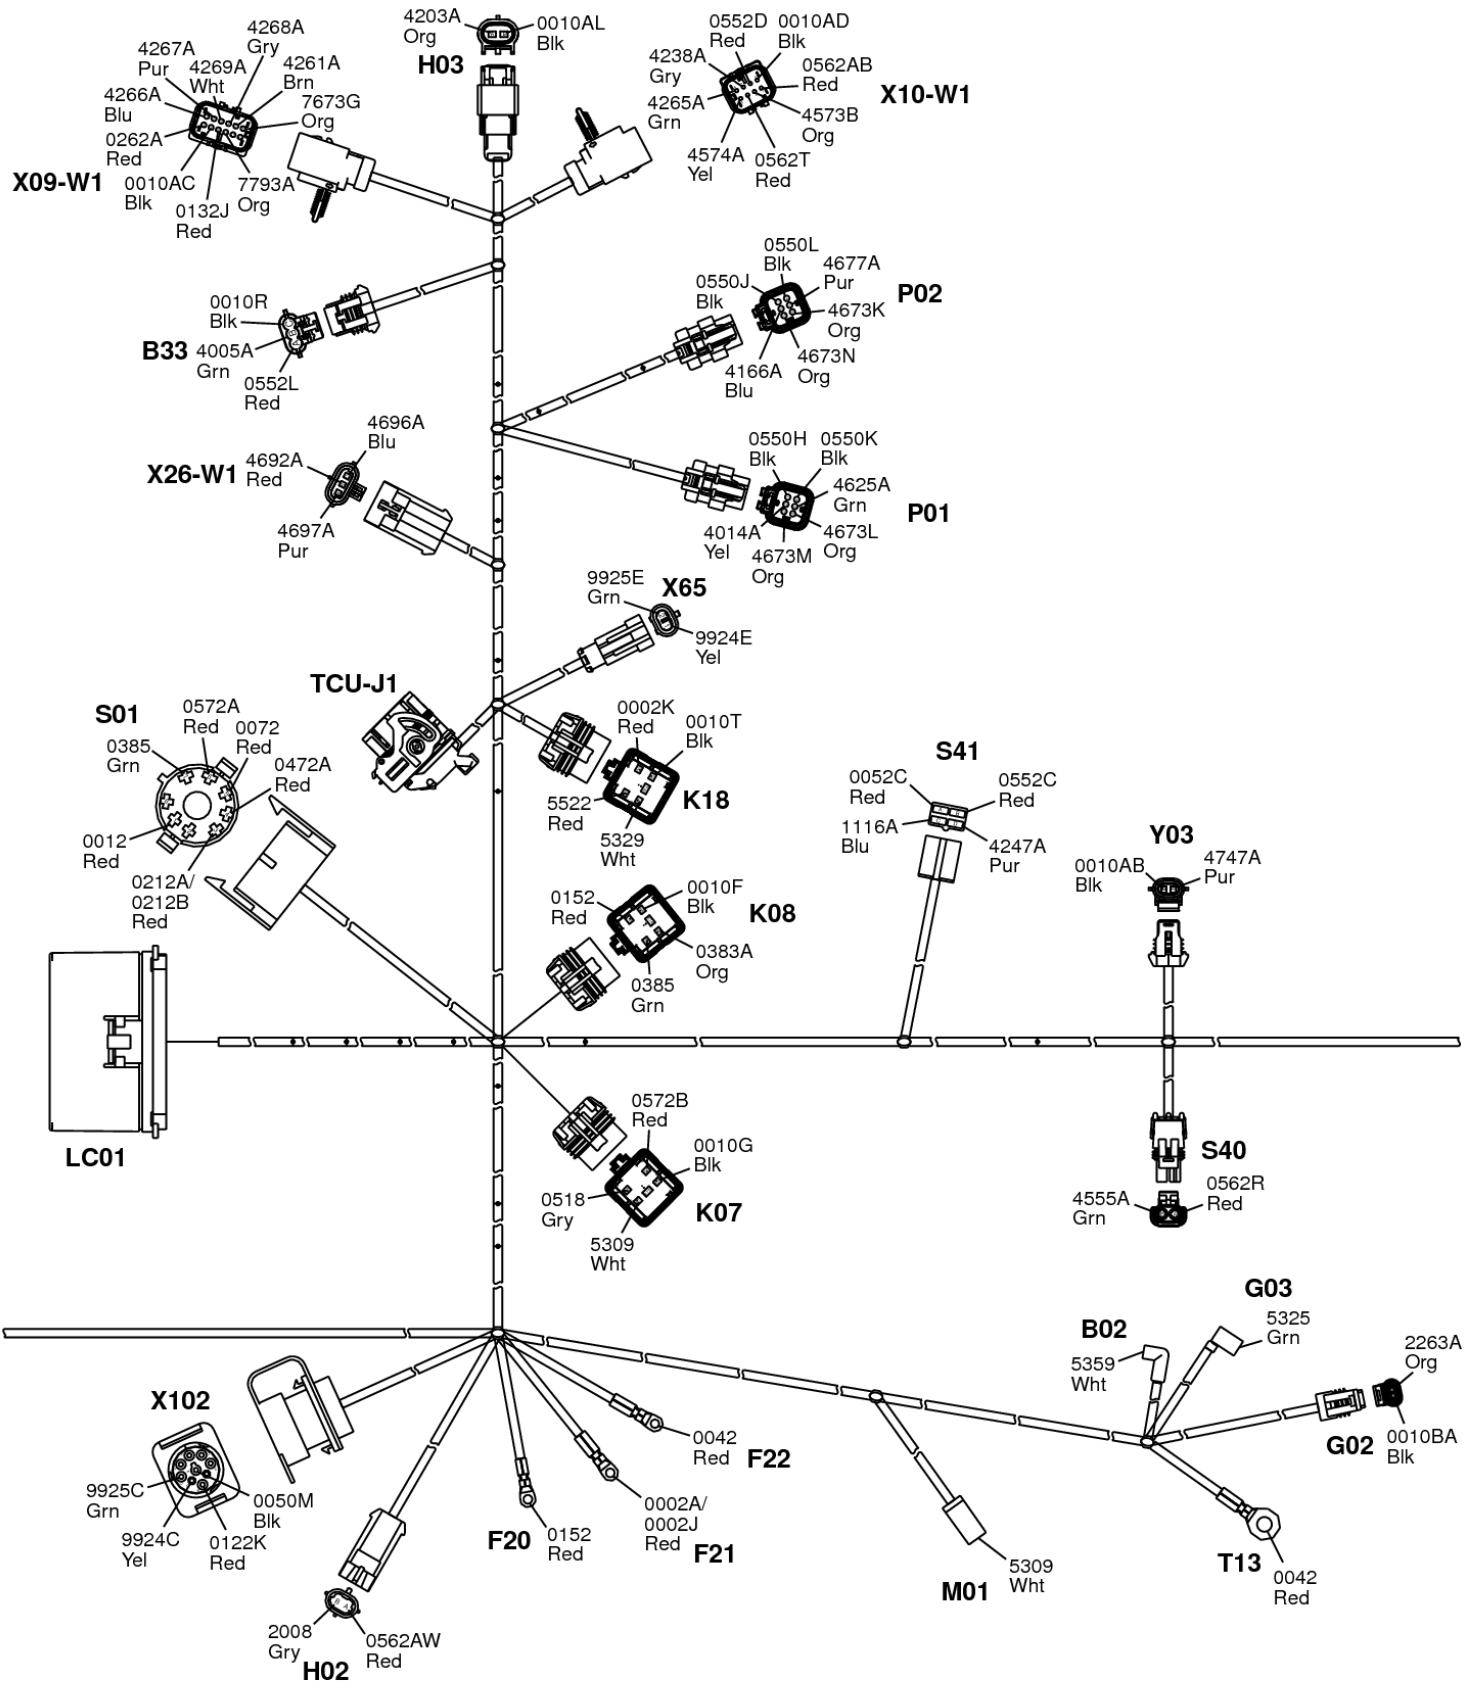 4203A
Org
0010AL
Blk
H03
4268A
Gry
4267A
Pur
4269A
Wht
4261A
Brn
4266A
Blu
7673G
Org
0262A
Red
X09-W1
0010AC
Blk
0132J
Red
7793A
Org
0552D
Red
0010AD
Blk
4238A
Gry
0562AB
Red
X10-W1
4265A
Grn
4573B
Org
4574A
Yel
0562T
Red
0010R
Blk
B33
4005A
Grn
0552L
Red
0550L
Blk
4677A
Pur
0550J
Blk
P02
4673K
Org
4673N
Org
4166A
Blu
4696A
Blu
X26-W1
4692A
Red
4697A
Pur
0550H
Blk
0550K
Blk
4625A
Grn
P01
4014A
Yel
4673L
Org
4673M
Org
9925E
Grn
X65
9924E
Yel
TCU-J1
S01
0572A
Red
0072
Red
0385
Grn
0472A
Red
0012
Red
0212A/
0212B
Red
0002K
Red
0010T
Blk
K18
5522
Red
5329
Wht
0152
Red
0010F
Blk
K08
0383A
Org
0385
Grn
S41
0052C
Red
0552C
Red
1116A
Blu
4247A
Pur
Y03
0010AB
Blk
4747A
Pur
LC01
0572B
Red
0010G
Blk
0518
Gry
K07
5309
Wht
S40
4555A
Grn
0562R
Red
G03
5325
Grn
B02
5359
Wht
2263A
Org
G02
0010BA
Blk
X102
9925C
Grn
0050M
Blk
9924C
Yel
0122K
Red
0042
Red
F22
0002A/
0002J
Red
F21
F20
0152
Red
M01
5309
Wht
T13
0042
Red
2008
Gry
0562AW
Red
H02